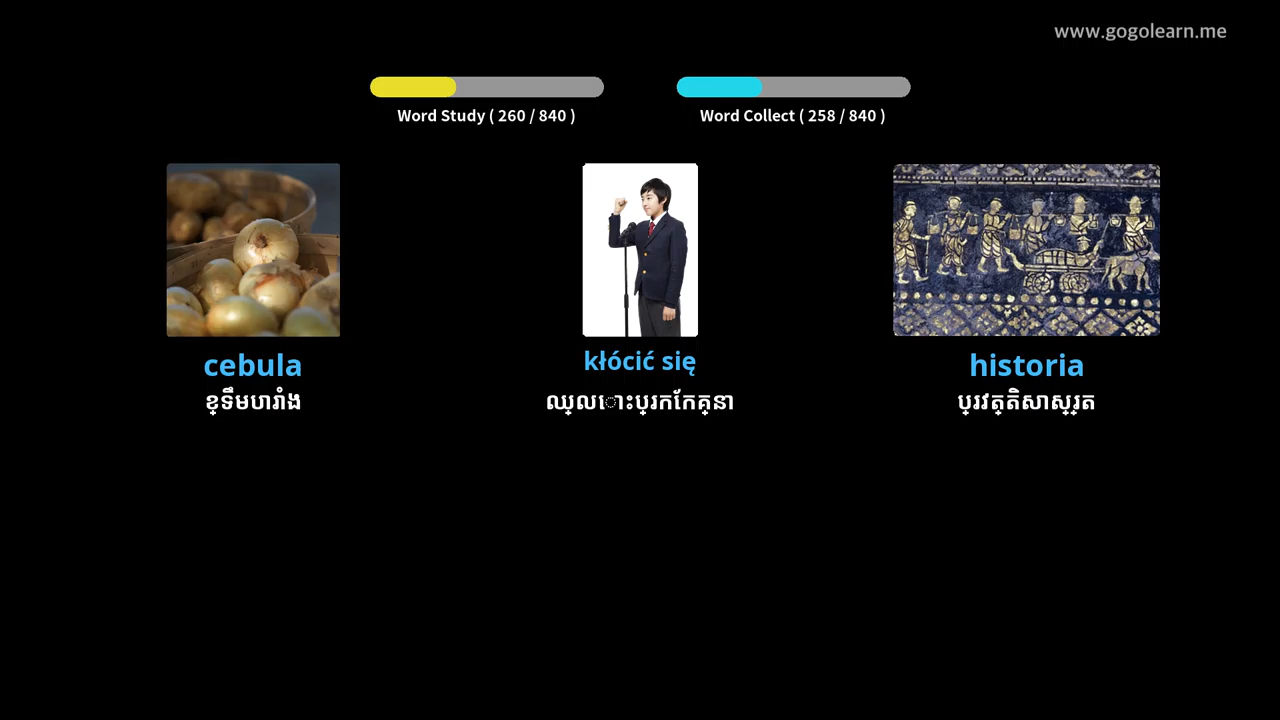 www.gogolearn.me
Word Study ( 260 / 840 )
Word Collect ( 258 / 840 )
cebula
ខ្ទឹមបារាំង
kłócić się
ឈ្លោះប្រកែកគ្នា
historia
ប្រវត្តិសាស្រ្ត